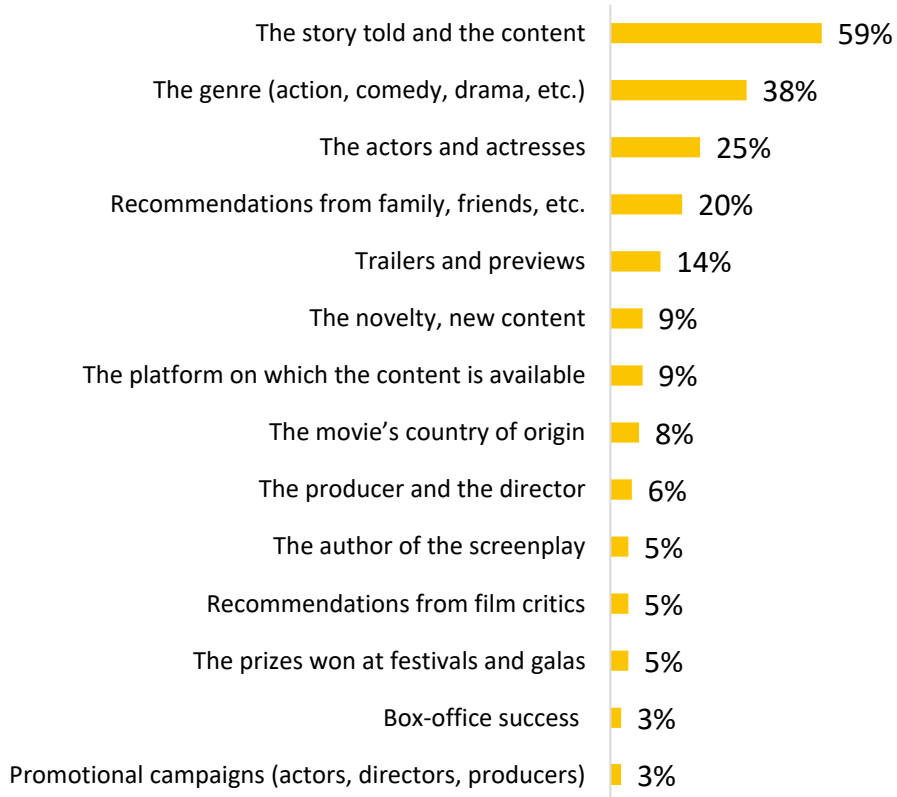 The story told and the content 59%
The genre (action, comedy, drama, etc.) 38%
The actors and actresses 25%
Recommendations from family, friends, etc. 20%
Trailers and previews 14%
The novelty, new content 9%
The platform on which the content is available 9%
The movie’s country of origin 8%
The producer and the director 6%
The author of the screenplay 5%
Recommendations from film critics 5%
The prizes won at festivals and galas 5%
Box-office success 3%
Promotional campaigns (actors, directors, producers) 3%